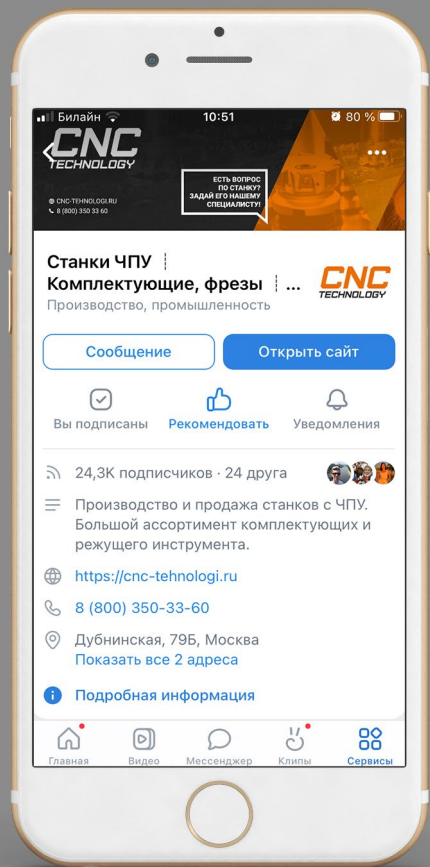 Билайн 10:51 80 %
CNC
TECHNOLOGY
ЕСТЬ ВОПРОС
ПО СТАНКУ?
ЗАДАЙ ЕГО НАШЕМУ
СПЕЦИАЛИСТУ!
CNC-TEHNOLOGI.RU
8 (800) 350 33 60
Станки ЧПУ |
Комплектующие, фрезы | ...
CNC
TECHNOLOGY
Производство, промышленность
Сообщение Открыть сайт
Вы подписаны Рекомендовать Уведомления
24,3K подписчиков · 24 друга
Производство и продажа станков с ЧПУ.
Большой ассортимент комплектующих и
режущего инструмента.
https://cnc-tehnologi.ru
8 (800) 350-33-60
Дубнинская, 79Б, Москва
Показать все 2 адреса
Подробная информация
Главная Видео Мессенджер Клипы Сервисы